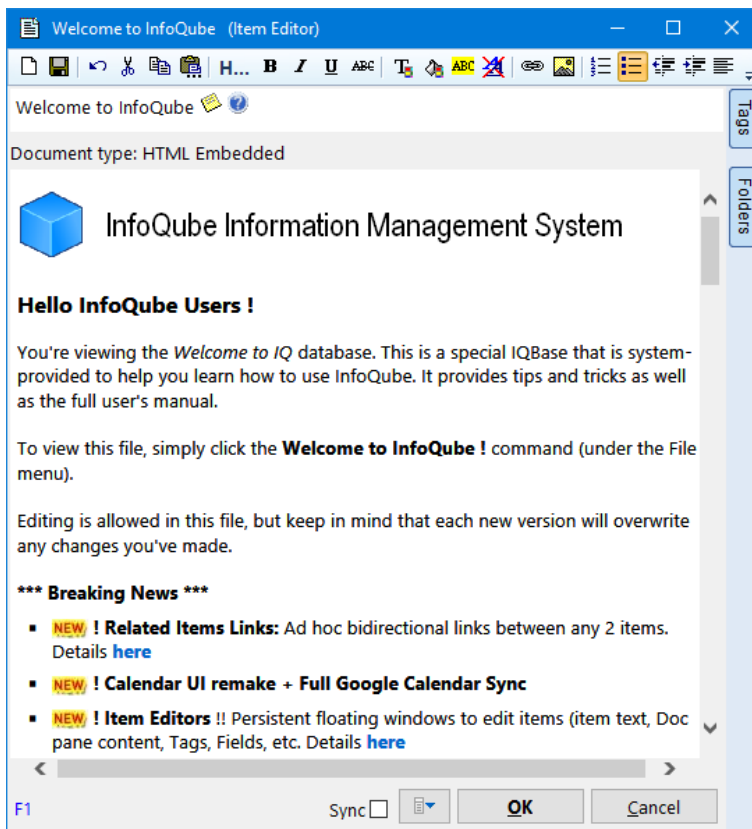 Welcome to InfoQube (Item Editor)
H... B I U ABC T ABC A
Welcome to InfoQube
Document type: HTML Embedded
Tags
Folders
InfoQube Information Management System
Hello InfoQube Users !
You're viewing the Welcome to IQ database. This is a special IQBase that is system-
provided to help you learn how to use InfoQube. It provides tips and tricks as well
as the full user's manual.
To view this file, simply click the Welcome to InfoQube ! command (under the File
menu).
Editing is allowed in this file, but keep in mind that each new version will overwrite
any changes you've made.
*** Breaking News ***
▪ NEW ! Related Items Links: Ad hoc bidirectional links between any 2 items.
Details here
▪ NEW ! Calendar UI remake + Full Google Calendar Sync
▪ NEW ! Item Editors !! Persistent floating windows to edit items (item text, Doc
pane content, Tags, Fields, etc. Details here
F1 Sync OK Cancel